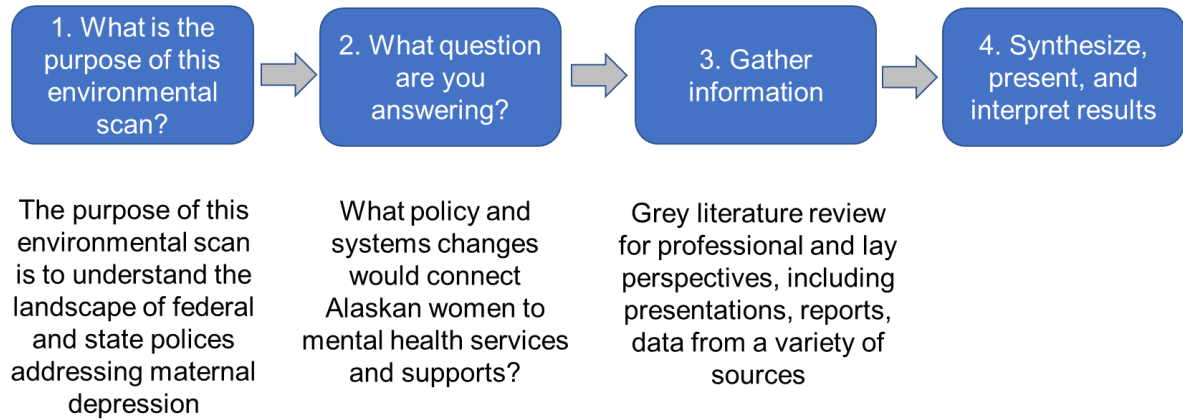 1. What is the
purpose of this
environmental
scan?
2. What question
are you
answering?
3. Gather
information
4. Synthesize,
present, and
interpret results
The purpose of this
environmental scan
is to understand the
landscape of federal
and state polices
addressing maternal
depression
What policy and
systems changes
would connect
Alaskan women to
mental health services
and supports?
Grey literature review
for professional and lay
perspectives, including
presentations, reports,
data from a variety of
sources